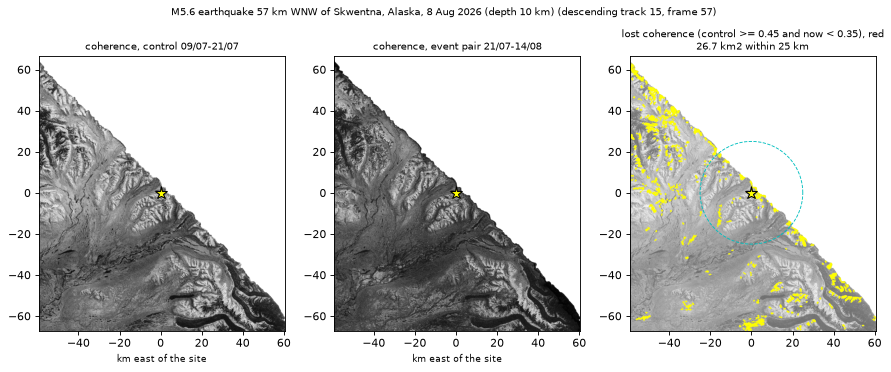 M5.6 earthquake 57 km WNW of Skwentna, Alaska, 8 Aug 2026 (depth 10 km) (descending track 15, frame 57)
coherence, control 09/07-21/07
coherence, event pair 21/07-14/08
lost coherence (control >= 0.45 and now < 0.35), red
26.7 km2 within 25 km
60
40
20
0
−20
−40
−60
−40 −20 0 20 40 60
km east of the site
60
40
20
0
−20
−40
−60
−40 −20 0 20 40 60
km east of the site
60
40
20
0
−20
−40
−60
−40 −20 0 20 40 60